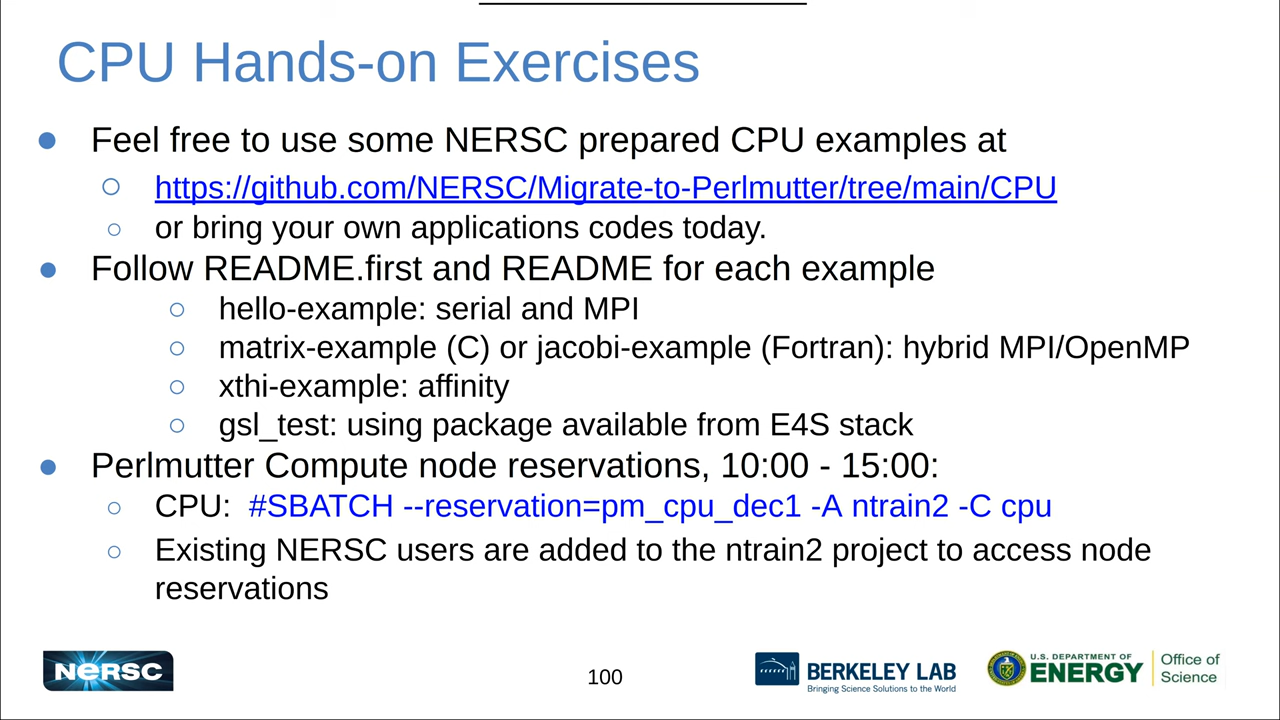 CPU Hands-on Exercises
● Feel free to use some NERSC prepared CPU examples at
○ https://github.com/NERSC/Migrate-to-Perlmutter/tree/main/CPU
○ or bring your own applications codes today.
● Follow README.first and README for each example
○ hello-example: serial and MPI
○ matrix-example (C) or jacobi-example (Fortran): hybrid MPI/OpenMP
○ xthi-example: affinity
○ gsl_test: using package available from E4S stack
● Perlmutter Compute node reservations, 10:00 - 15:00:
○ CPU: #SBATCH --reservation=pm_cpu_dec1 -A ntrain2 -C cpu
○ Existing NERSC users are added to the ntrain2 project to access node
reservations
NERSC
100
BERKELEY LAB
Bringing Science Solutions to the World
U.S. DEPARTMENT OF
ENERGY
Office of
Science